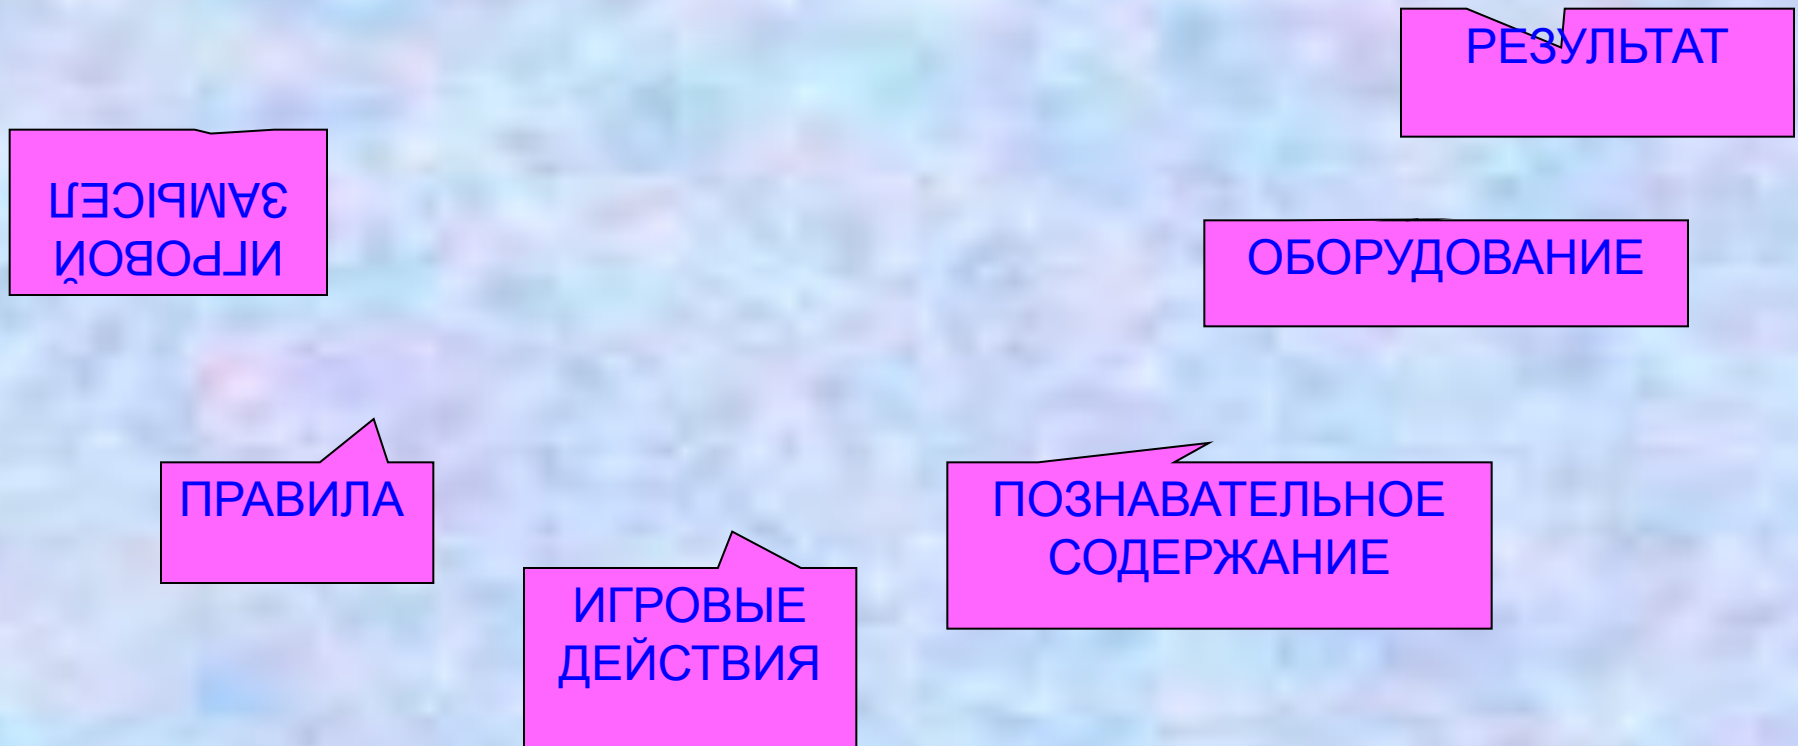 РЕЗУЛЬТАТ
ИГРОВОЙ
ЗАМЫСЕЛ
ОБОРУДОВАНИЕ
ПРАВИЛА
ПОЗНАВАТЕЛЬНОЕ
СОДЕРЖАНИЕ
ИГРОВЫЕ
ДЕЙСТВИЯ